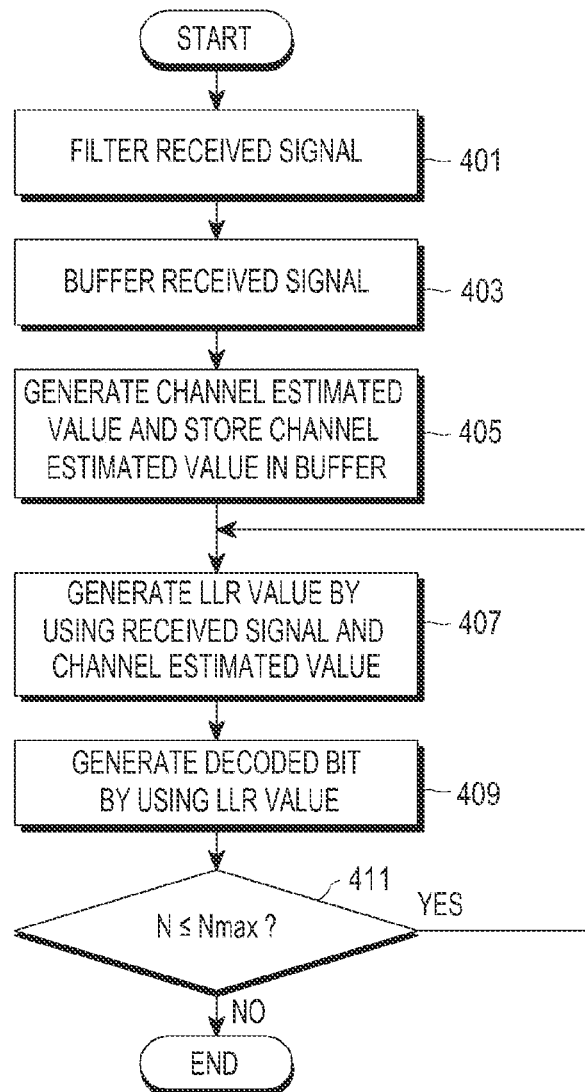 START
FILTER RECEIVED SIGNAL
401
BUFFER RECEIVED SIGNAL
403
GENERATE CHANNEL ESTIMATED
VALUE AND STORE CHANNEL
ESTIMATED VALUE IN BUFFER
405
GENERATE LLR VALUE BY
USING RECEIVED SIGNAL AND
CHANNEL ESTIMATED VALUE
407
GENERATE DECODED BIT
BY USING LLR VALUE
409
411
N ≤ Nmax ?
YES
NO
END